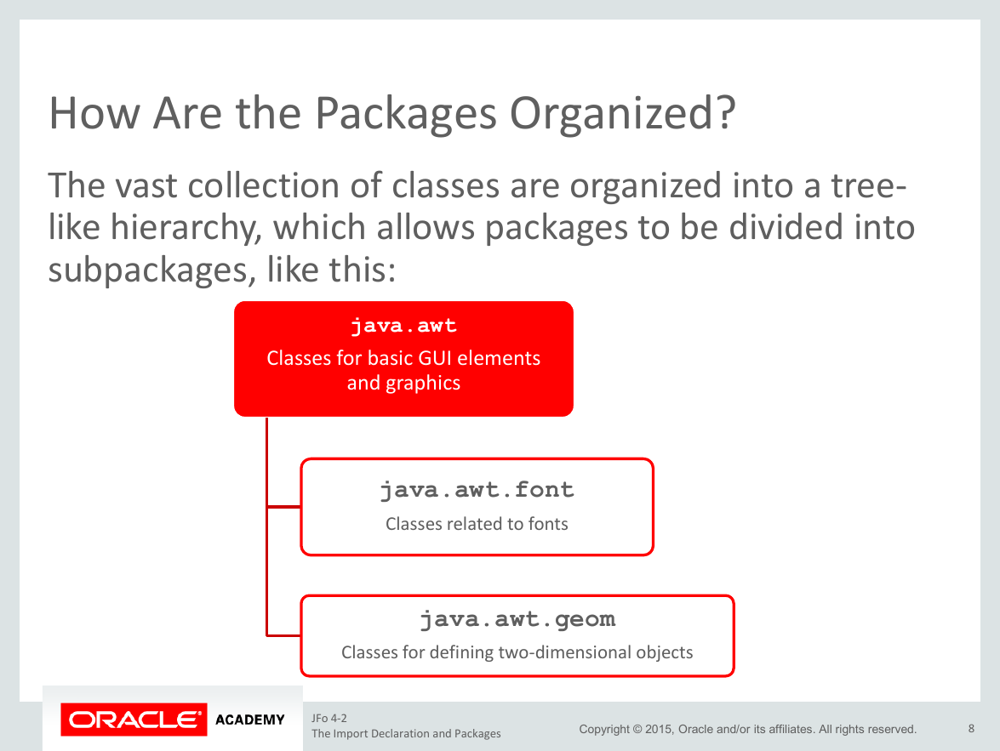 How Are the Packages Organized?
The vast collection of classes are organized into a tree-
like hierarchy, which allows packages to be divided into
subpackages, like this:
java.awt
Classes for basic GUI elements
and graphics
java.awt.font
Classes related to fonts
java.awt.geom
Classes for defining two-dimensional objects
ORACLE® ACADEMY
JFo 4-2
The Import Declaration and Packages
Copyright © 2015, Oracle and/or its affiliates. All rights reserved.
8